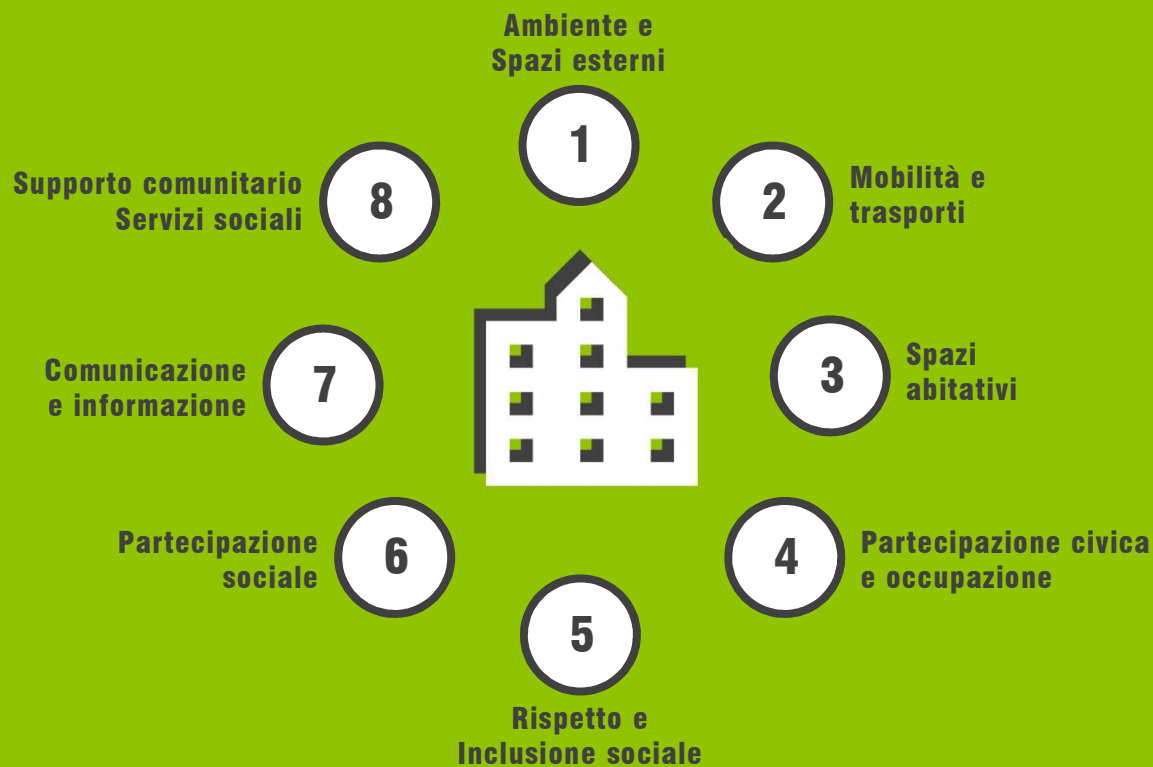 Ambiente e
Spazi esterni
1
2
Mobilità e
trasporti
3
Spazi
abitativi
4
Partecipazione civica
e occupazione
5
Rispetto e
Inclusione sociale
6
Partecipazione
sociale
7
Comunicazione
e informazione
8
Supporto comunitario
Servizi sociali